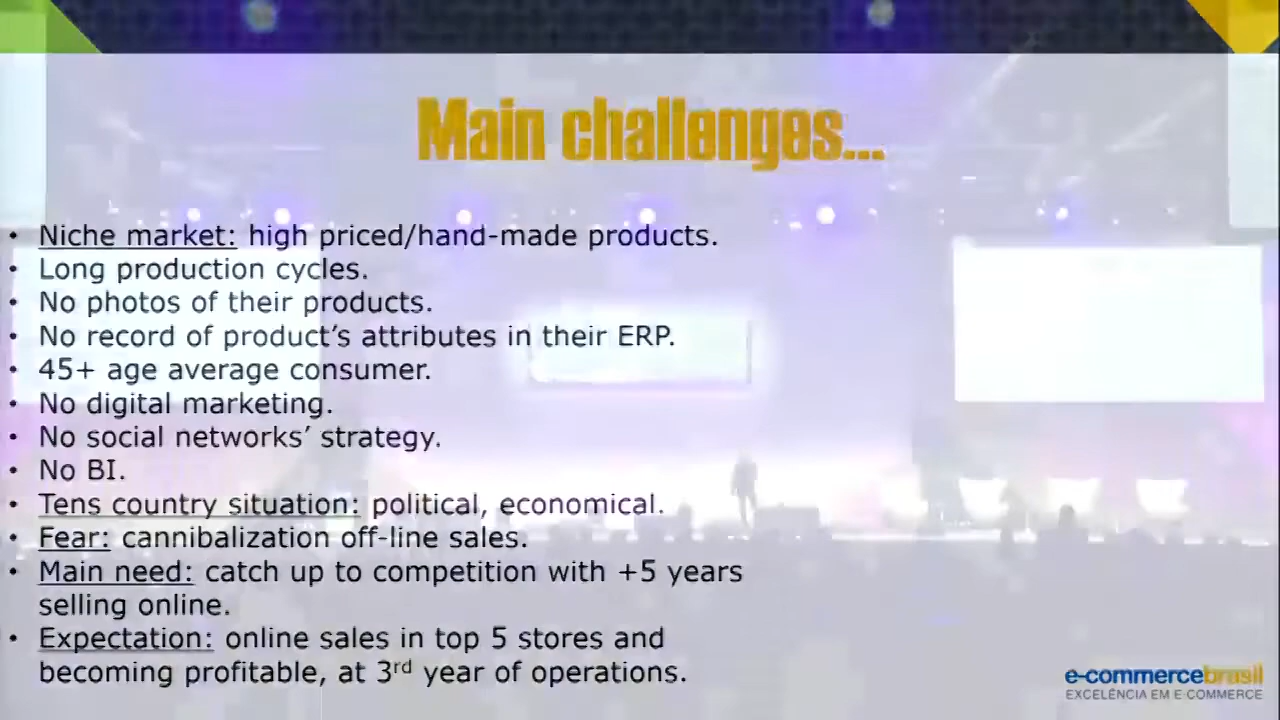 Main challenges...
• Niche market: high priced/hand-made products.
• Long production cycles.
• No photos of their products.
• No record of product's attributes in their ERP.
• 45+ age average consumer.
• No digital marketing.
• No social networks' strategy.
• No BI.
• Tens country situation: political, economical.
• Fear: cannibalization off-line sales.
• Main need: catch up to competition with +5 years
selling online.
• Expectation: online sales in top 5 stores and
becoming profitable, at 3rd year of operations.
e-commercebrasil
EXCELÊNCIA EM E-COMMERCE